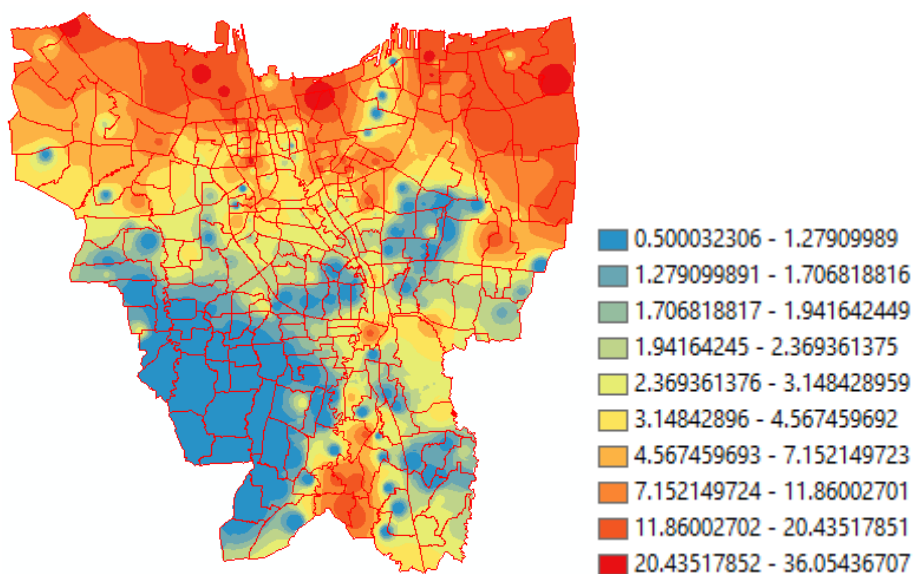 0.500032306 - 1.27909989
1.279099891 - 1.706818816
1.706818817 - 1.941642449
1.94164245 - 2.369361375
2.369361376 - 3.148428959
3.14842896 - 4.567459692
4.567459693 - 7.152149723
7.152149724 - 11.86002701
11.86002702 - 20.43517851
20.43517852 - 36.05436707